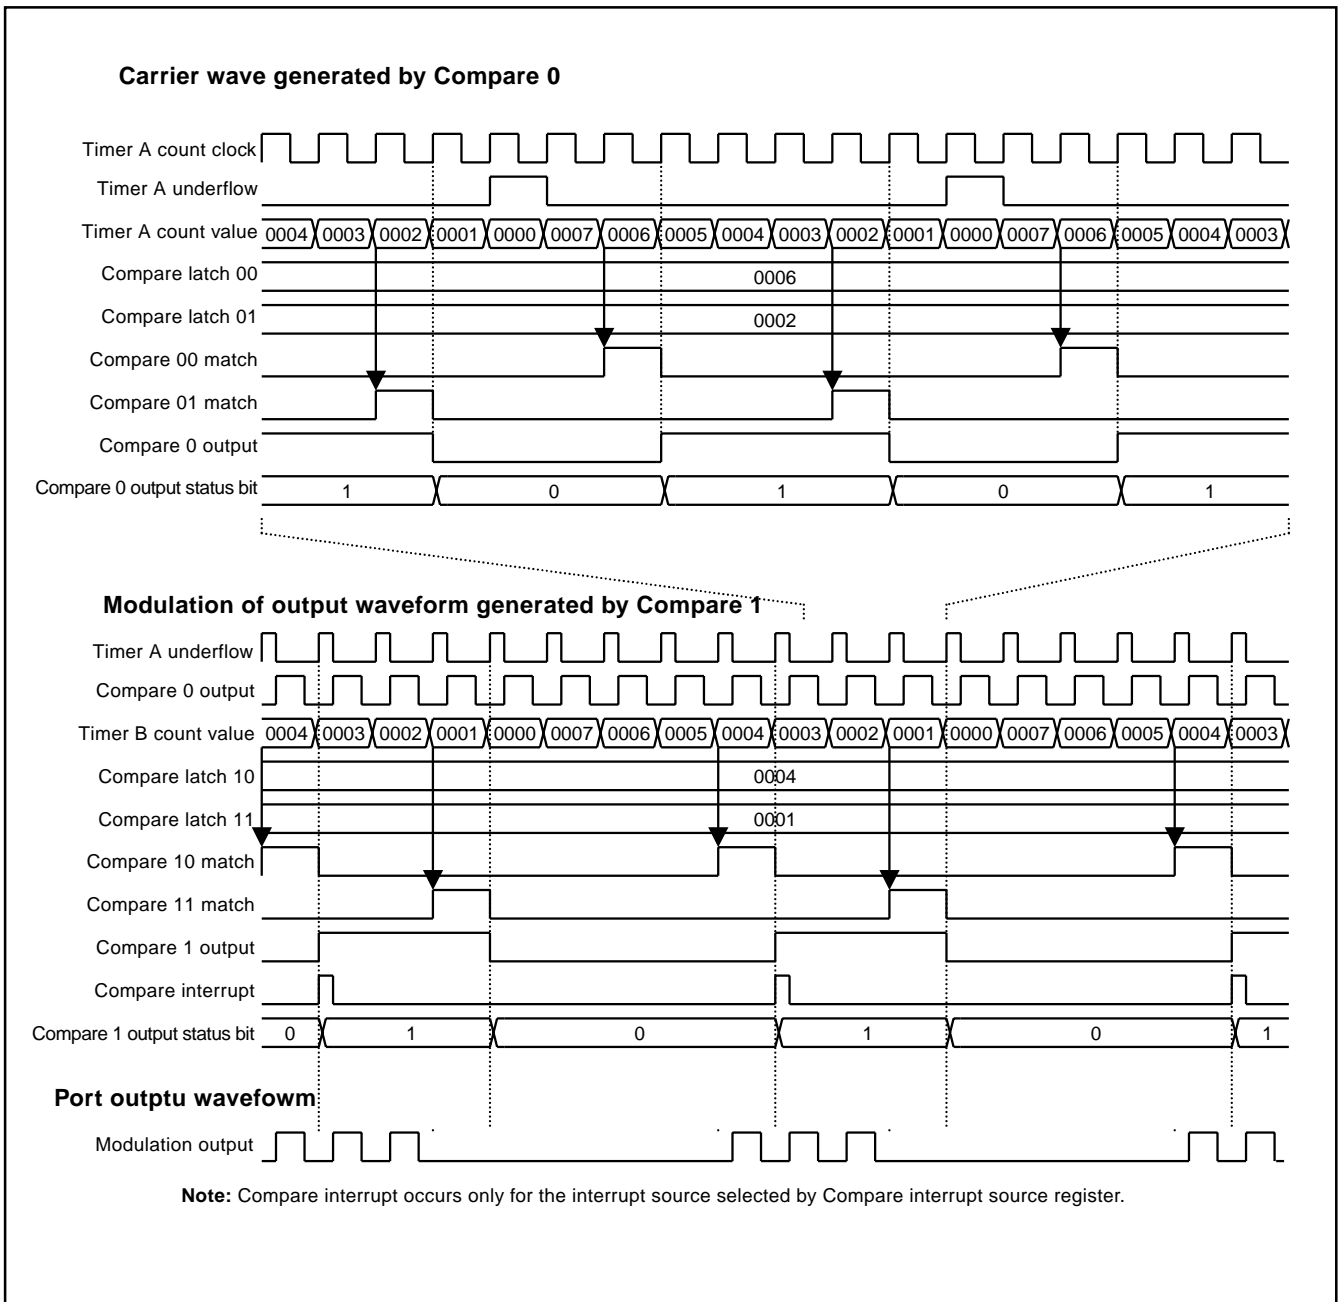 Carrier wave generated by Compare 0
Timer A count clock
Timer A underflow
Timer A count value 0004 0003 0002 0001 0000 0007 0006 0005 0004 0003 0002 0001 0000 0007 0006 0005 0004 0003
Compare latch 00 0006
Compare latch 01 0002
Compare 00 match
Compare 01 match
Compare 0 output
Compare 0 output status bit 1 0 1 0 1
Modulation of output waveform generated by Compare 1
Timer A underflow
Compare 0 output
Timer B count value 0004 0003 0002 0001 0000 0007 0006 0005 0004 0003 0002 0001 0000 0007 0006 0005 0004 0003
Compare latch 10 0004
Compare latch 11 0001
Compare 10 match
Compare 11 match
Compare 1 output
Compare interrupt
Compare 1 output status bit 0 1 0 1 0 1
Port outptu wavefowm
Modulation output
Note: Compare interrupt occurs only for the interrupt source selected by Compare interrupt source register.